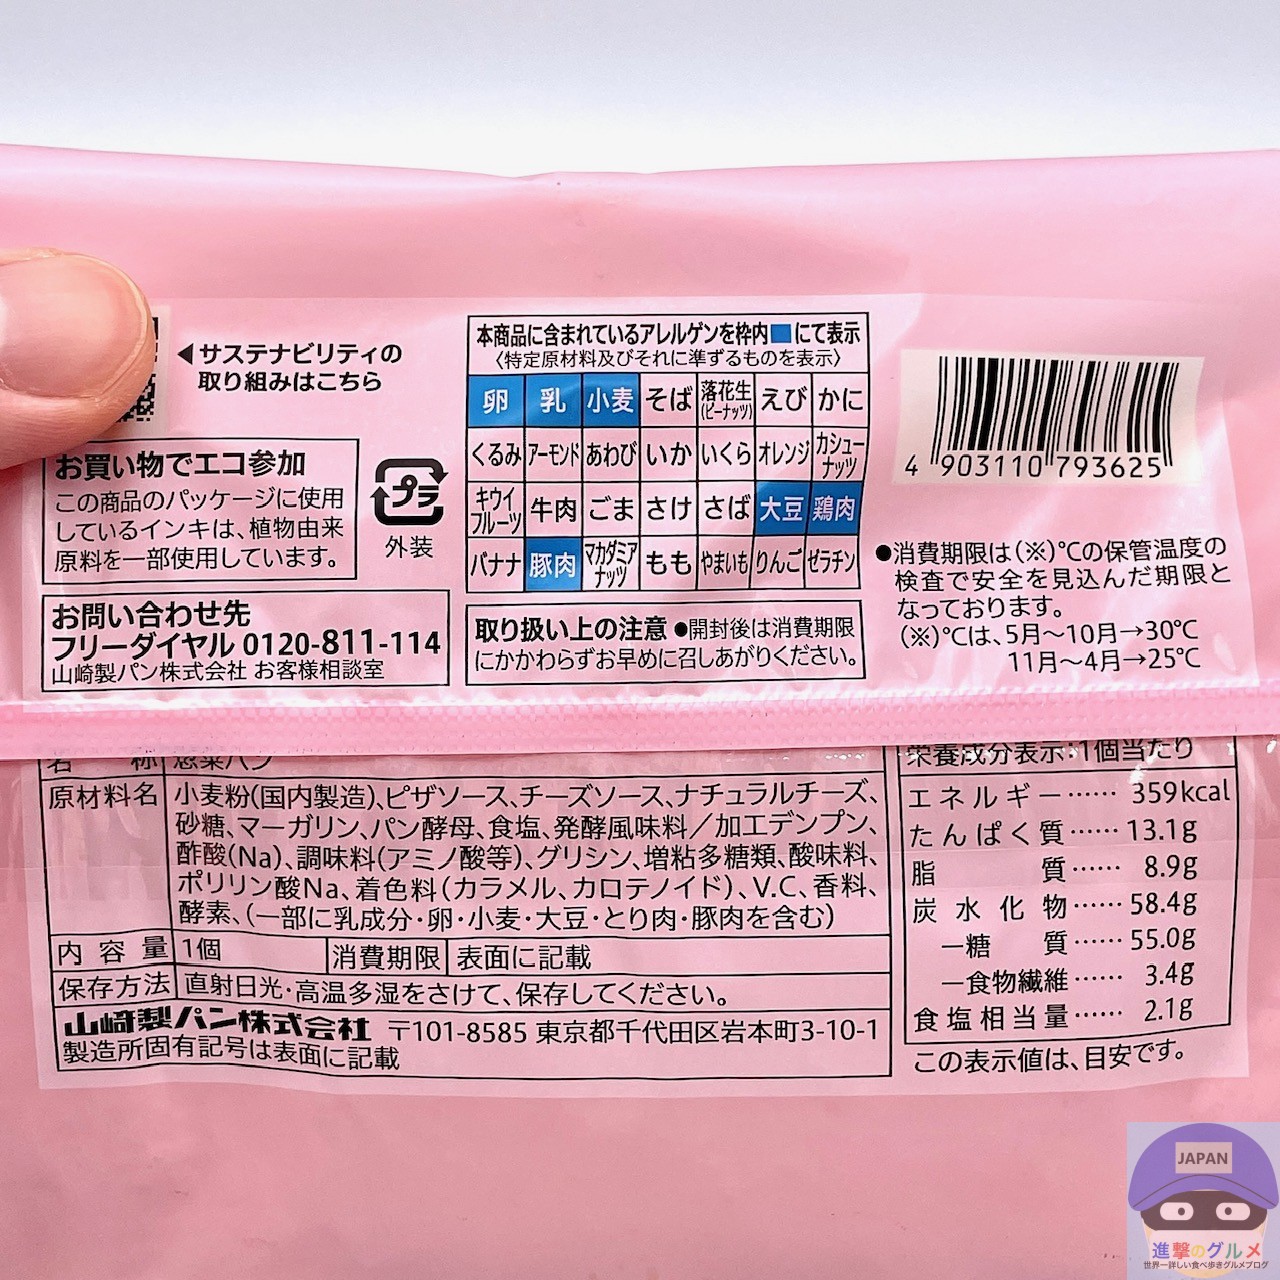 ◀サステナビリティの
取り組みはこちら
お買い物でエコ参加
この商品のパッケージに使用
しているインキは、植物由来
原料を一部使用しています。
プラ
外装
お問い合わせ先
フリーダイヤル 0120-811-114
山崎製パン株式会社 お客様相談室
本商品に含まれているアレルゲンを枠内■にて表示
〈特定原材料及びそれに準ずるものを表示〉
卵 乳 小麦 そば 落花生(ピーナッツ) えび かに
くるみ アーモンド あわび いか いくら オレンジ カシューナッツ
キウイフルーツ 牛肉 ごま さけ さば 大豆 鶏肉
バナナ 豚肉 マカダミアナッツ もも やまいも りんご ゼラチン
取り扱い上の注意 ●開封後は消費期限
にかかわらずお早めに召しあがりください。
4 903110 793625
●消費期限は(※)℃の保管温度の
検査で安全を見込んだ期限と
なっております。
(※)℃は、5月〜10月→30℃
11月〜4月→25℃
名称 惣菜パン
原材料名 小麦粉(国内製造)、ピザソース、チーズソース、ナチュラルチーズ、
砂糖、マーガリン、パン酵母、食塩、発酵風味料／加工デンプン、
酢酸(Na)、調味料(アミノ酸等)、グリシン、増粘多糖類、酸味料、
ポリリン酸Na、着色料(カラメル、カロテノイド)、V.C、香料、
酵素、(一部に乳成分・卵・小麦・大豆・とり肉・豚肉を含む)
内容量 1個 消費期限 表面に記載
保存方法 直射日光・高温多湿をさけて、保存してください。
山崎製パン株式会社 〒101-8585 東京都千代田区岩本町3-10-1
製造所固有記号は表面に記載
栄養成分表示:1個当たり
エネルギー……359kcal
たんぱく質……13.1g
脂質……8.9g
炭水化物……58.4g
―糖質……55.0g
―食物繊維……3.4g
食塩相当量……2.1g
この表示値は、目安です。
JAPAN
進撃のグルメ
世界一詳しい食べ歩きグルメブログ